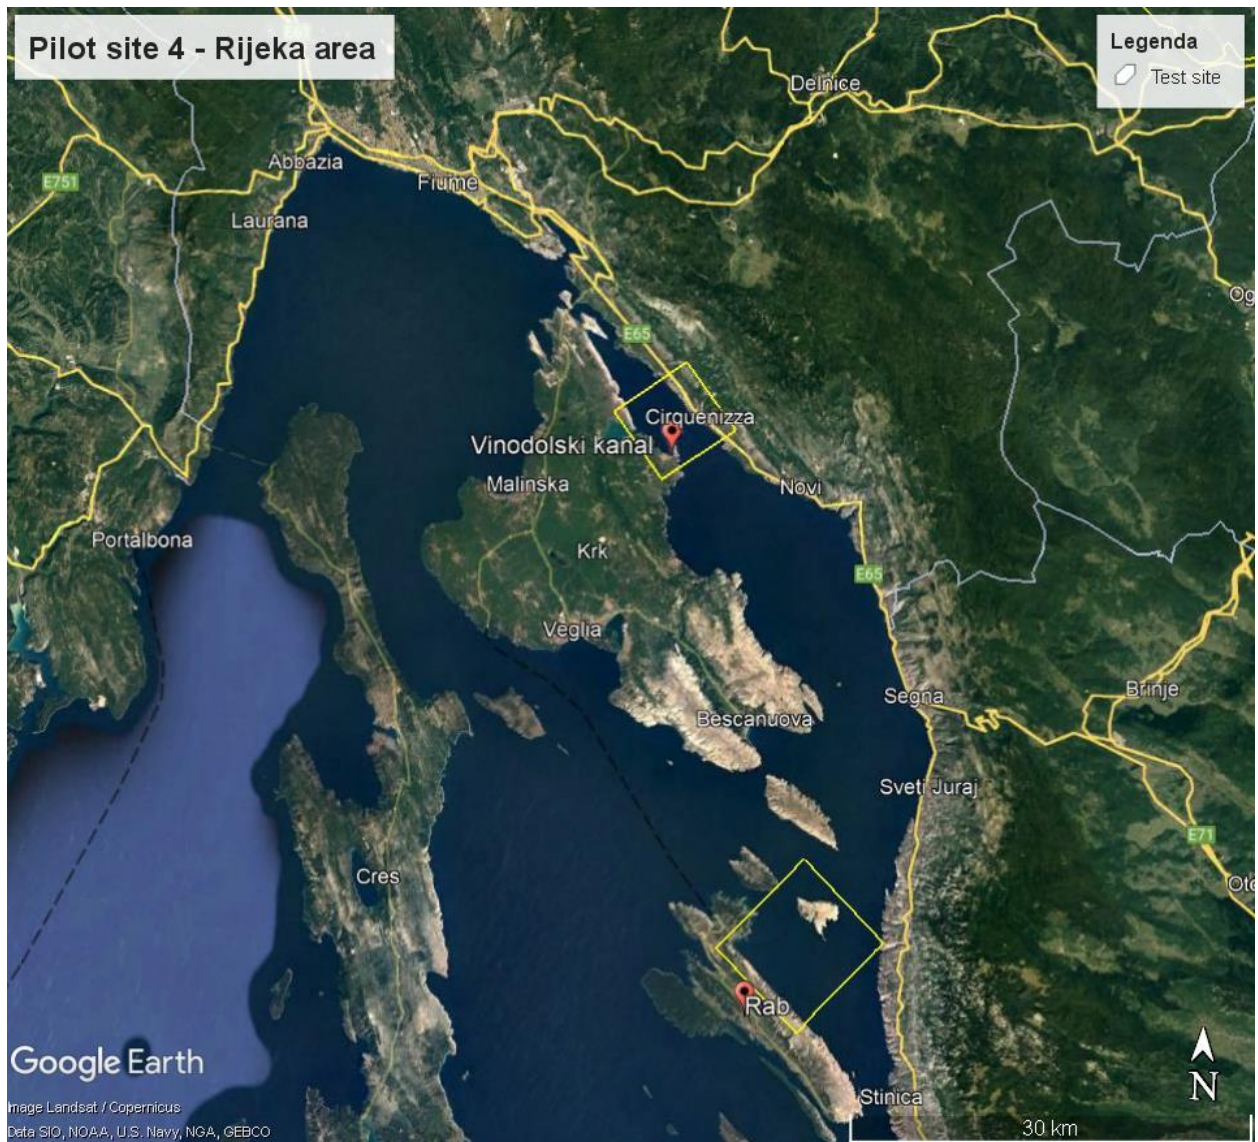 Pilot site 4 - Rijeka area
Legenda
Test site
Delnice
Abbazia
Fiume
E751
Laurana
Og
E65
Cirquenizza
Vinodolski kanal
Malinska
Novi
Portalbona
Krk
E65
Veglia
Segna
Brinje
Bescanuova
Sveti Juraj
E71
Cres
Oto
Rab
Google Earth
N
Stinica
Image Landsat / Copernicus
Data SIO, NOAA, U.S. Navy, NGA, GEBCO
30 km